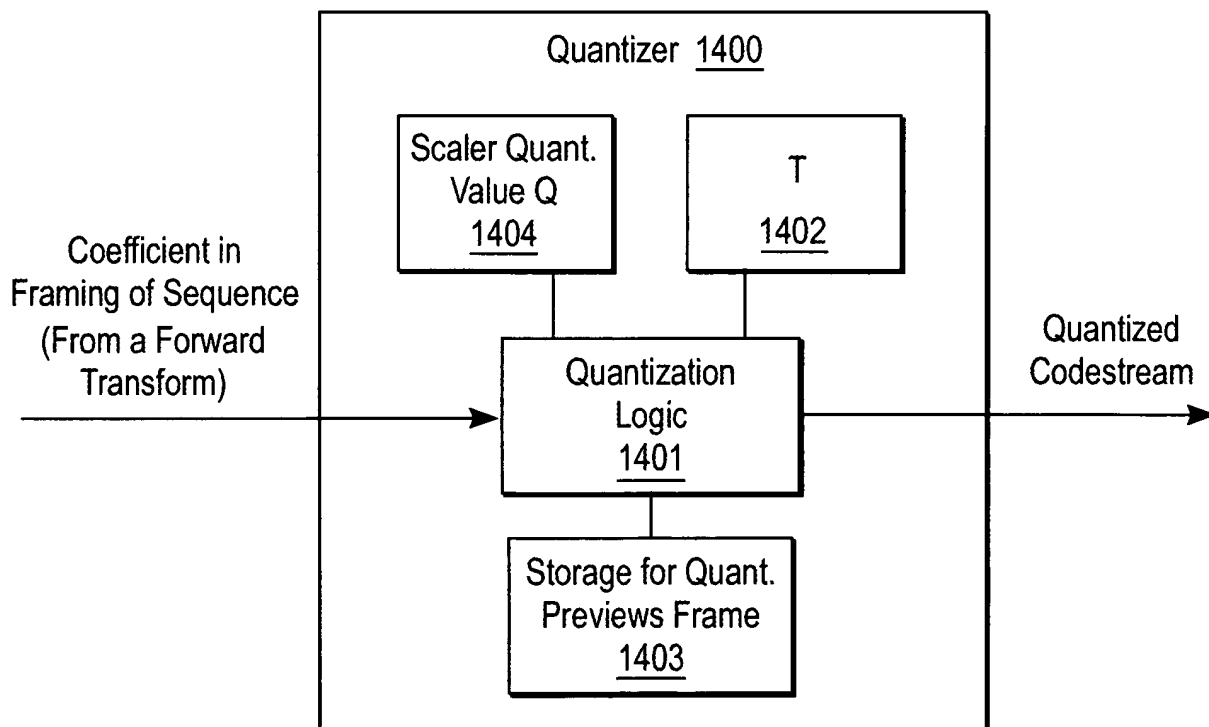 Quantizer 1400
Scaler Quant.
Value Q
1404
T
1402
Coefficient in
Framing of Sequence
(From a Forward
Transform)
Quantization
Logic
1401
Quantized
Codestream
Storage for Quant.
Previews Frame
1403